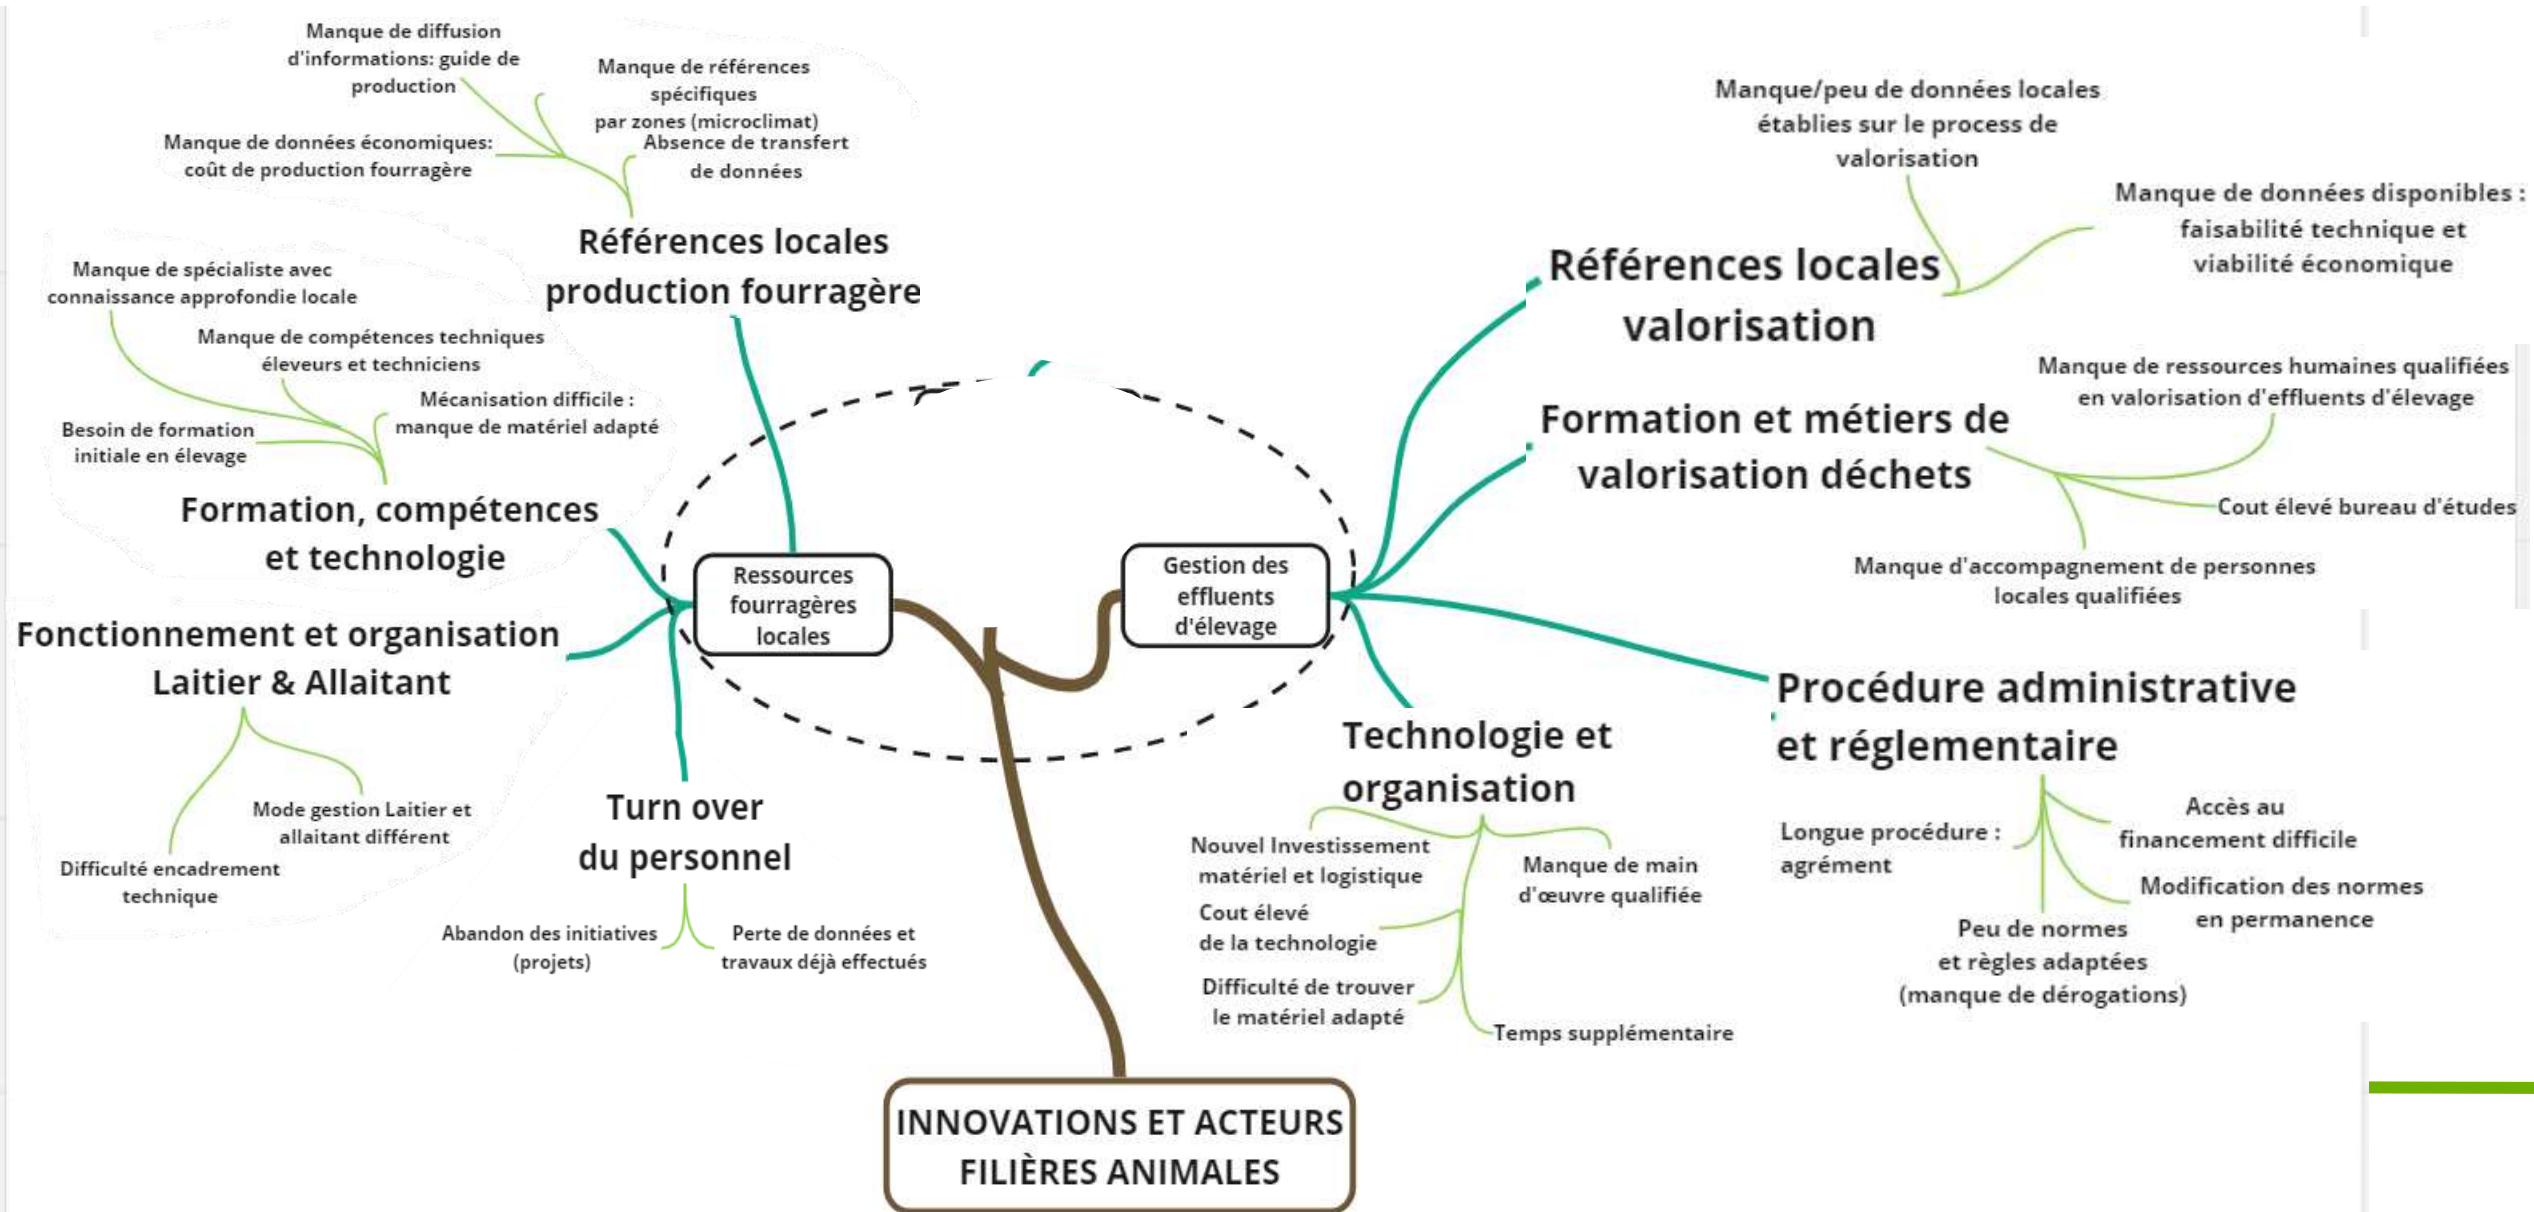 Manque de diffusion
d'informations: guide de
production
Manque de références
spécifiques
par zones (microclimat)
Manque de données économiques:
coût de production fourragère
Absence de transfert
de données
Références locales
production fourragère
Manque de spécialiste avec
connaissance approfondie locale
Manque de compétences techniques
éleveurs et techniciens
Mécanisation difficile :
manque de matériel adapté
Besoin de formation
initiale en élevage
Formation, compétences
et technologie
Fonctionnement et organisation
Laitier & Allaitant
Mode gestion Laitier et
allaitant différent
Difficulté encadrement
technique
Turn over
du personnel
Abandon des initiatives
(projets)
Perte de données et
travaux déjà effectués
Ressources
fourragères
locales
Gestion des
effluents
d'élevage
Manque/peu de données locales
établies sur le process de
valorisation
Manque de données disponibles :
faisabilité technique et
viabilité économique
Références locales
valorisation
Manque de ressources humaines qualifiées
en valorisation d'effluents d'élevage
Formation et métiers de
valorisation déchets
Cout élevé bureau d'études
Manque d'accompagnement de personnes
locales qualifiées
Procédure administrative
et réglementaire
Longue procédure :
agrément
Accès au
financement difficile
Modification des normes
en permanence
Peu de normes
et règles adaptées
(manque de dérogations)
Technologie et
organisation
Nouvel Investissement
matériel et logistique
Manque de main
d'œuvre qualifiée
Cout élevé
de la technologie
Difficulté de trouver
le matériel adapté
Temps supplémentaire
INNOVATIONS ET ACTEURS
FILIÈRES ANIMALES